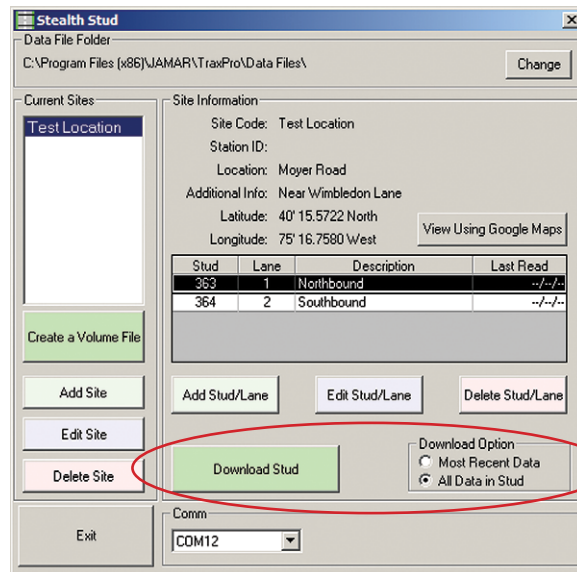 Stealth Stud
Data File Folder
C:\Program Files (x86)\JAMAR\TraxPro\Data Files\
Change
Current Sites
Test Location
Create a Volume File
Add Site
Edit Site
Delete Site
Exit
Site Information
Site Code: Test Location
Station ID:
Location: Moyer Road
Additional Info: Near Wimbledon Lane
Latitude: 40' 15.5722 North
Longitude: 75' 16.7580 West
View Using Google Maps
Stud Lane Description Last Read
363 1 Northbound --/--/--
364 2 Southbound --/--/--
Add Stud/Lane
Edit Stud/Lane
Delete Stud/Lane
Download Stud
Download Option
Most Recent Data
All Data in Stud
Comm
COM12